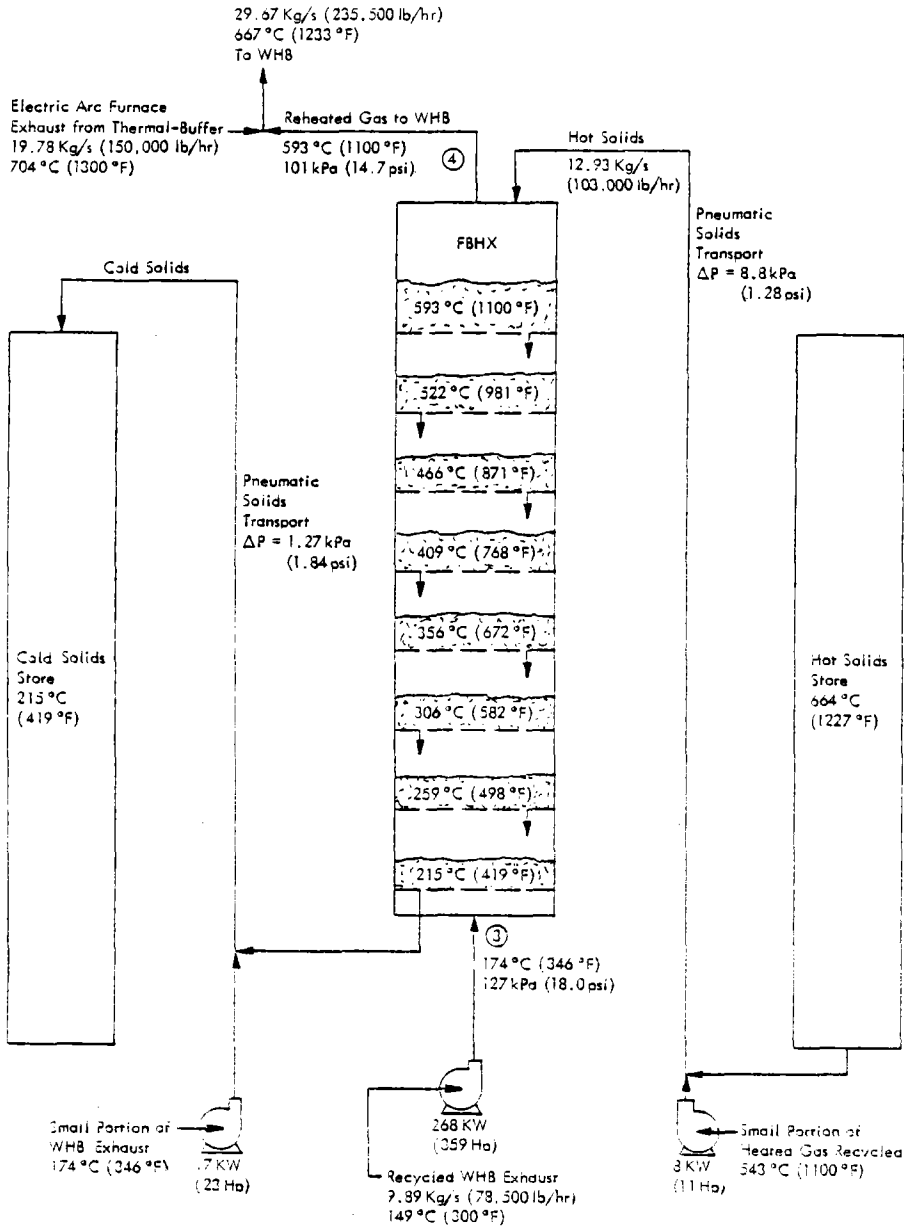 29.67 Kg/s (235,500 lb/hr)
667 °C (1233 °F)
To WHB
Electric Arc Furnace
Exhaust from Thermal-Buffer
19.78 Kg/s (150,000 lb/hr)
704 °C (1300 °F)
Reheated Gas to WHB
593 °C (1100 °F)
101 kPa (14.7 psi)
4
Hot Solids
12.93 Kg/s
(103,000 lb/hr)
Pneumatic
Solids
Transport
ΔP = 8.8 kPa
(1.28 psi)
FBHX
Cold Solids
593 °C (1100 °F)
522 °C (981 °F)
466 °C (871 °F)
409 °C (768 °F)
356 °C (672 °F)
306 °C (582 °F)
259 °C (498 °F)
215 °C (419 °F)
Pneumatic
Solids
Transport
ΔP = 1.27 kPa
(1.84 psi)
Cold Solids
Store
215 °C
(419 °F)
Hot Solids
Store
664 °C
(1227 °F)
3
174 °C (346 °F)
127 kPa (18.0 psi)
Small Portion of
WHB Exhaust
174 °C (346 °F)
KW
(23 Hp)
268 KW
(359 Hp)
Recycled WHB Exhaust
9.89 Kg/s (78,500 lb/hr)
149 °C (300 °F)
8 KW
(11 Hp)
Small Portion of
Heated Gas Recycled
543 °C (1100 °F)